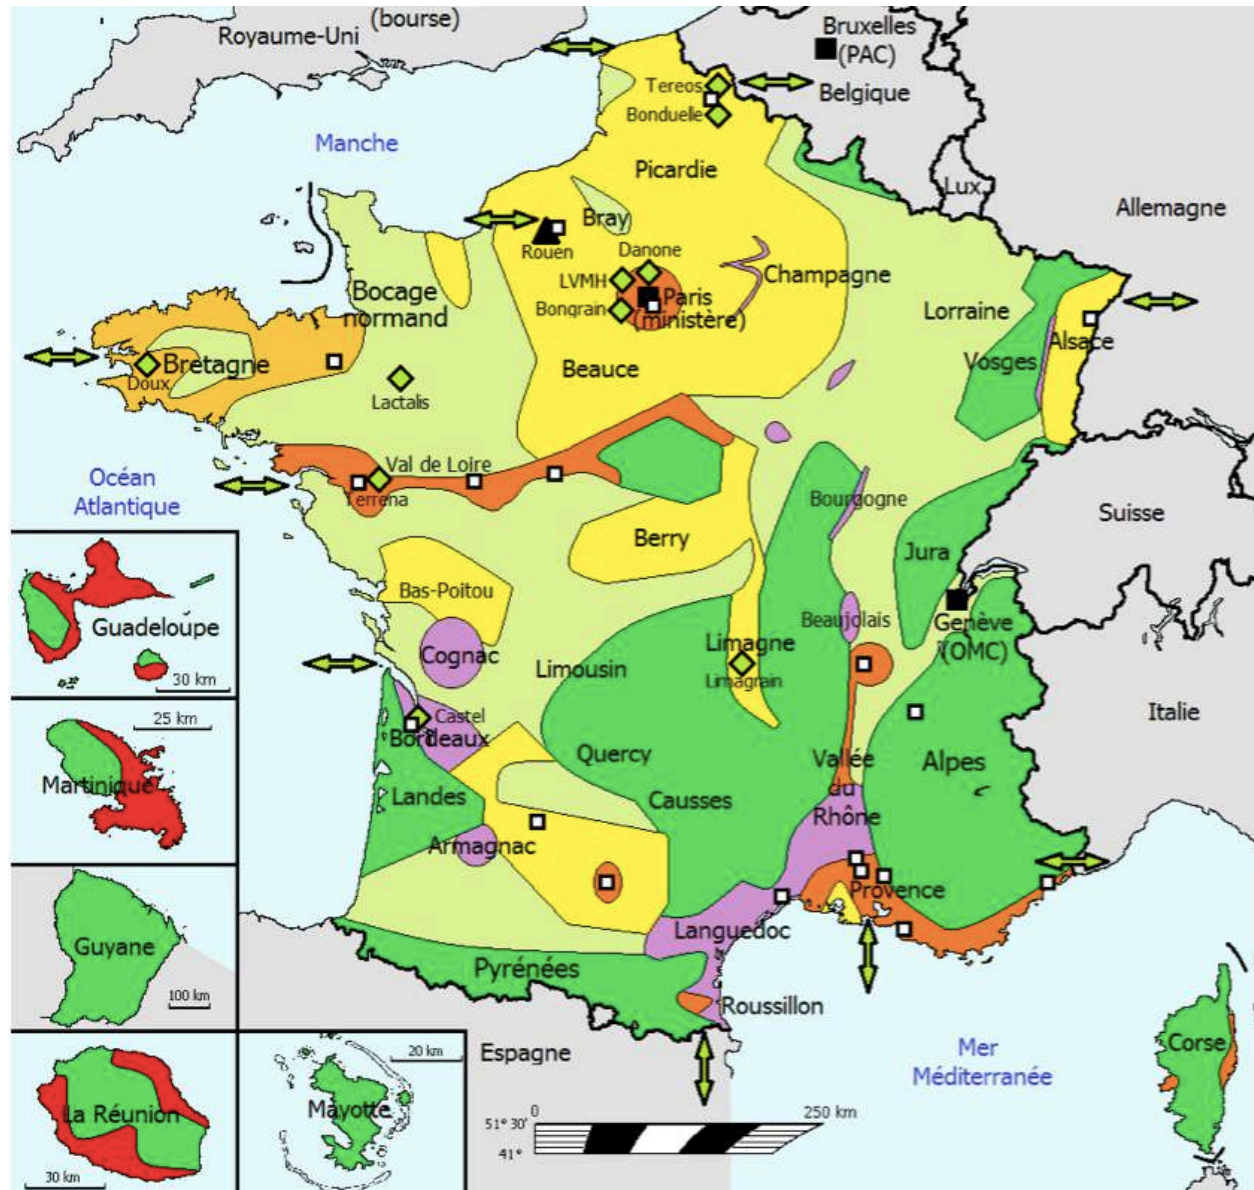 (bourse)
Royaume-Uni
Bruxelles
(PAC)
Tereos
Belgique
Bonduelle
Manche
Picardie
Lux.
Allemagne
Bray
Rouen
Danone
LVMH
Champagne
Bocage
normand
Bongrain
Paris
(ministère)
Lorraine
Alsace
Vosges
Bretagne
Doux
Beauce
Lactalis
Océan
Atlantique
Val de Loire
Terrena
Bourgogne
Suisse
Berry
Jura
Bas-Poitou
Guadeloupe
30 km
Beaujolais
Genève
(OMC)
Cognac
Limousin
Limagne
Limagrain
Italie
25 km
Martinique
Castel
Bordeaux
Quercy
Vallée
du
Rhône
Alpes
Landes
Causses
Armagnac
Provence
Guyane
100 km
Languedoc
Pyrénées
Roussillon
Espagne
Mer
Méditerranée
Corse
La Réunion
30 km
20 km
Mayotte
0
250 km
51° 30'
41°